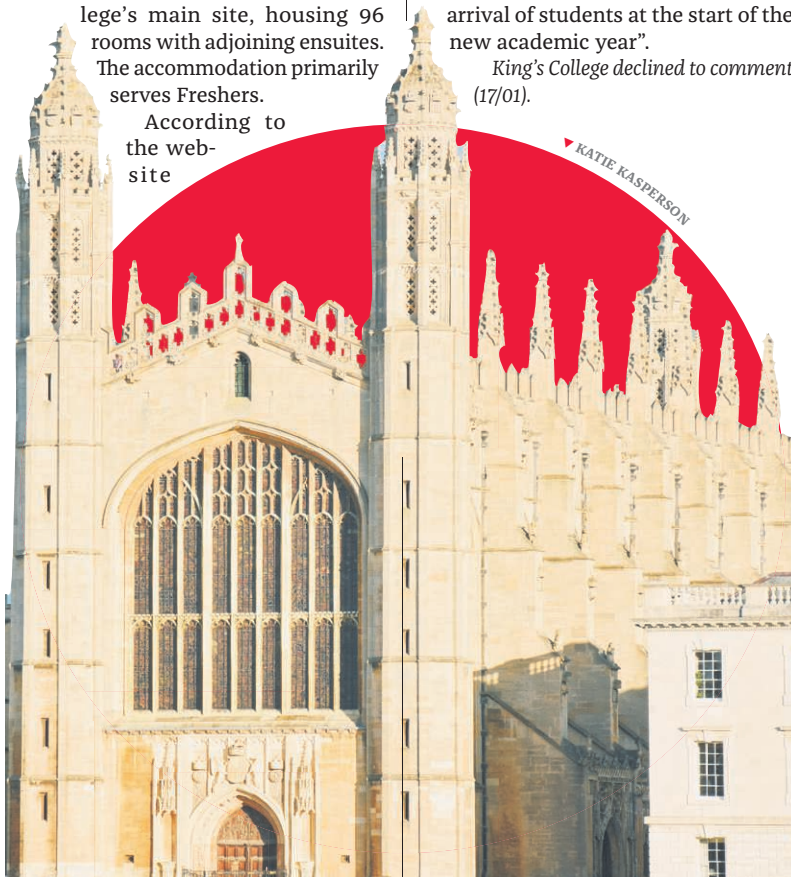 lege's main site, housing 96
rooms with adjoining ensuites.
The accommodation primarily
serves Freshers.
According to
the web-
site
arrival of students at the start of the
new academic year”.
King's College declined to comment
(17/01).
KATIE KASPERSON